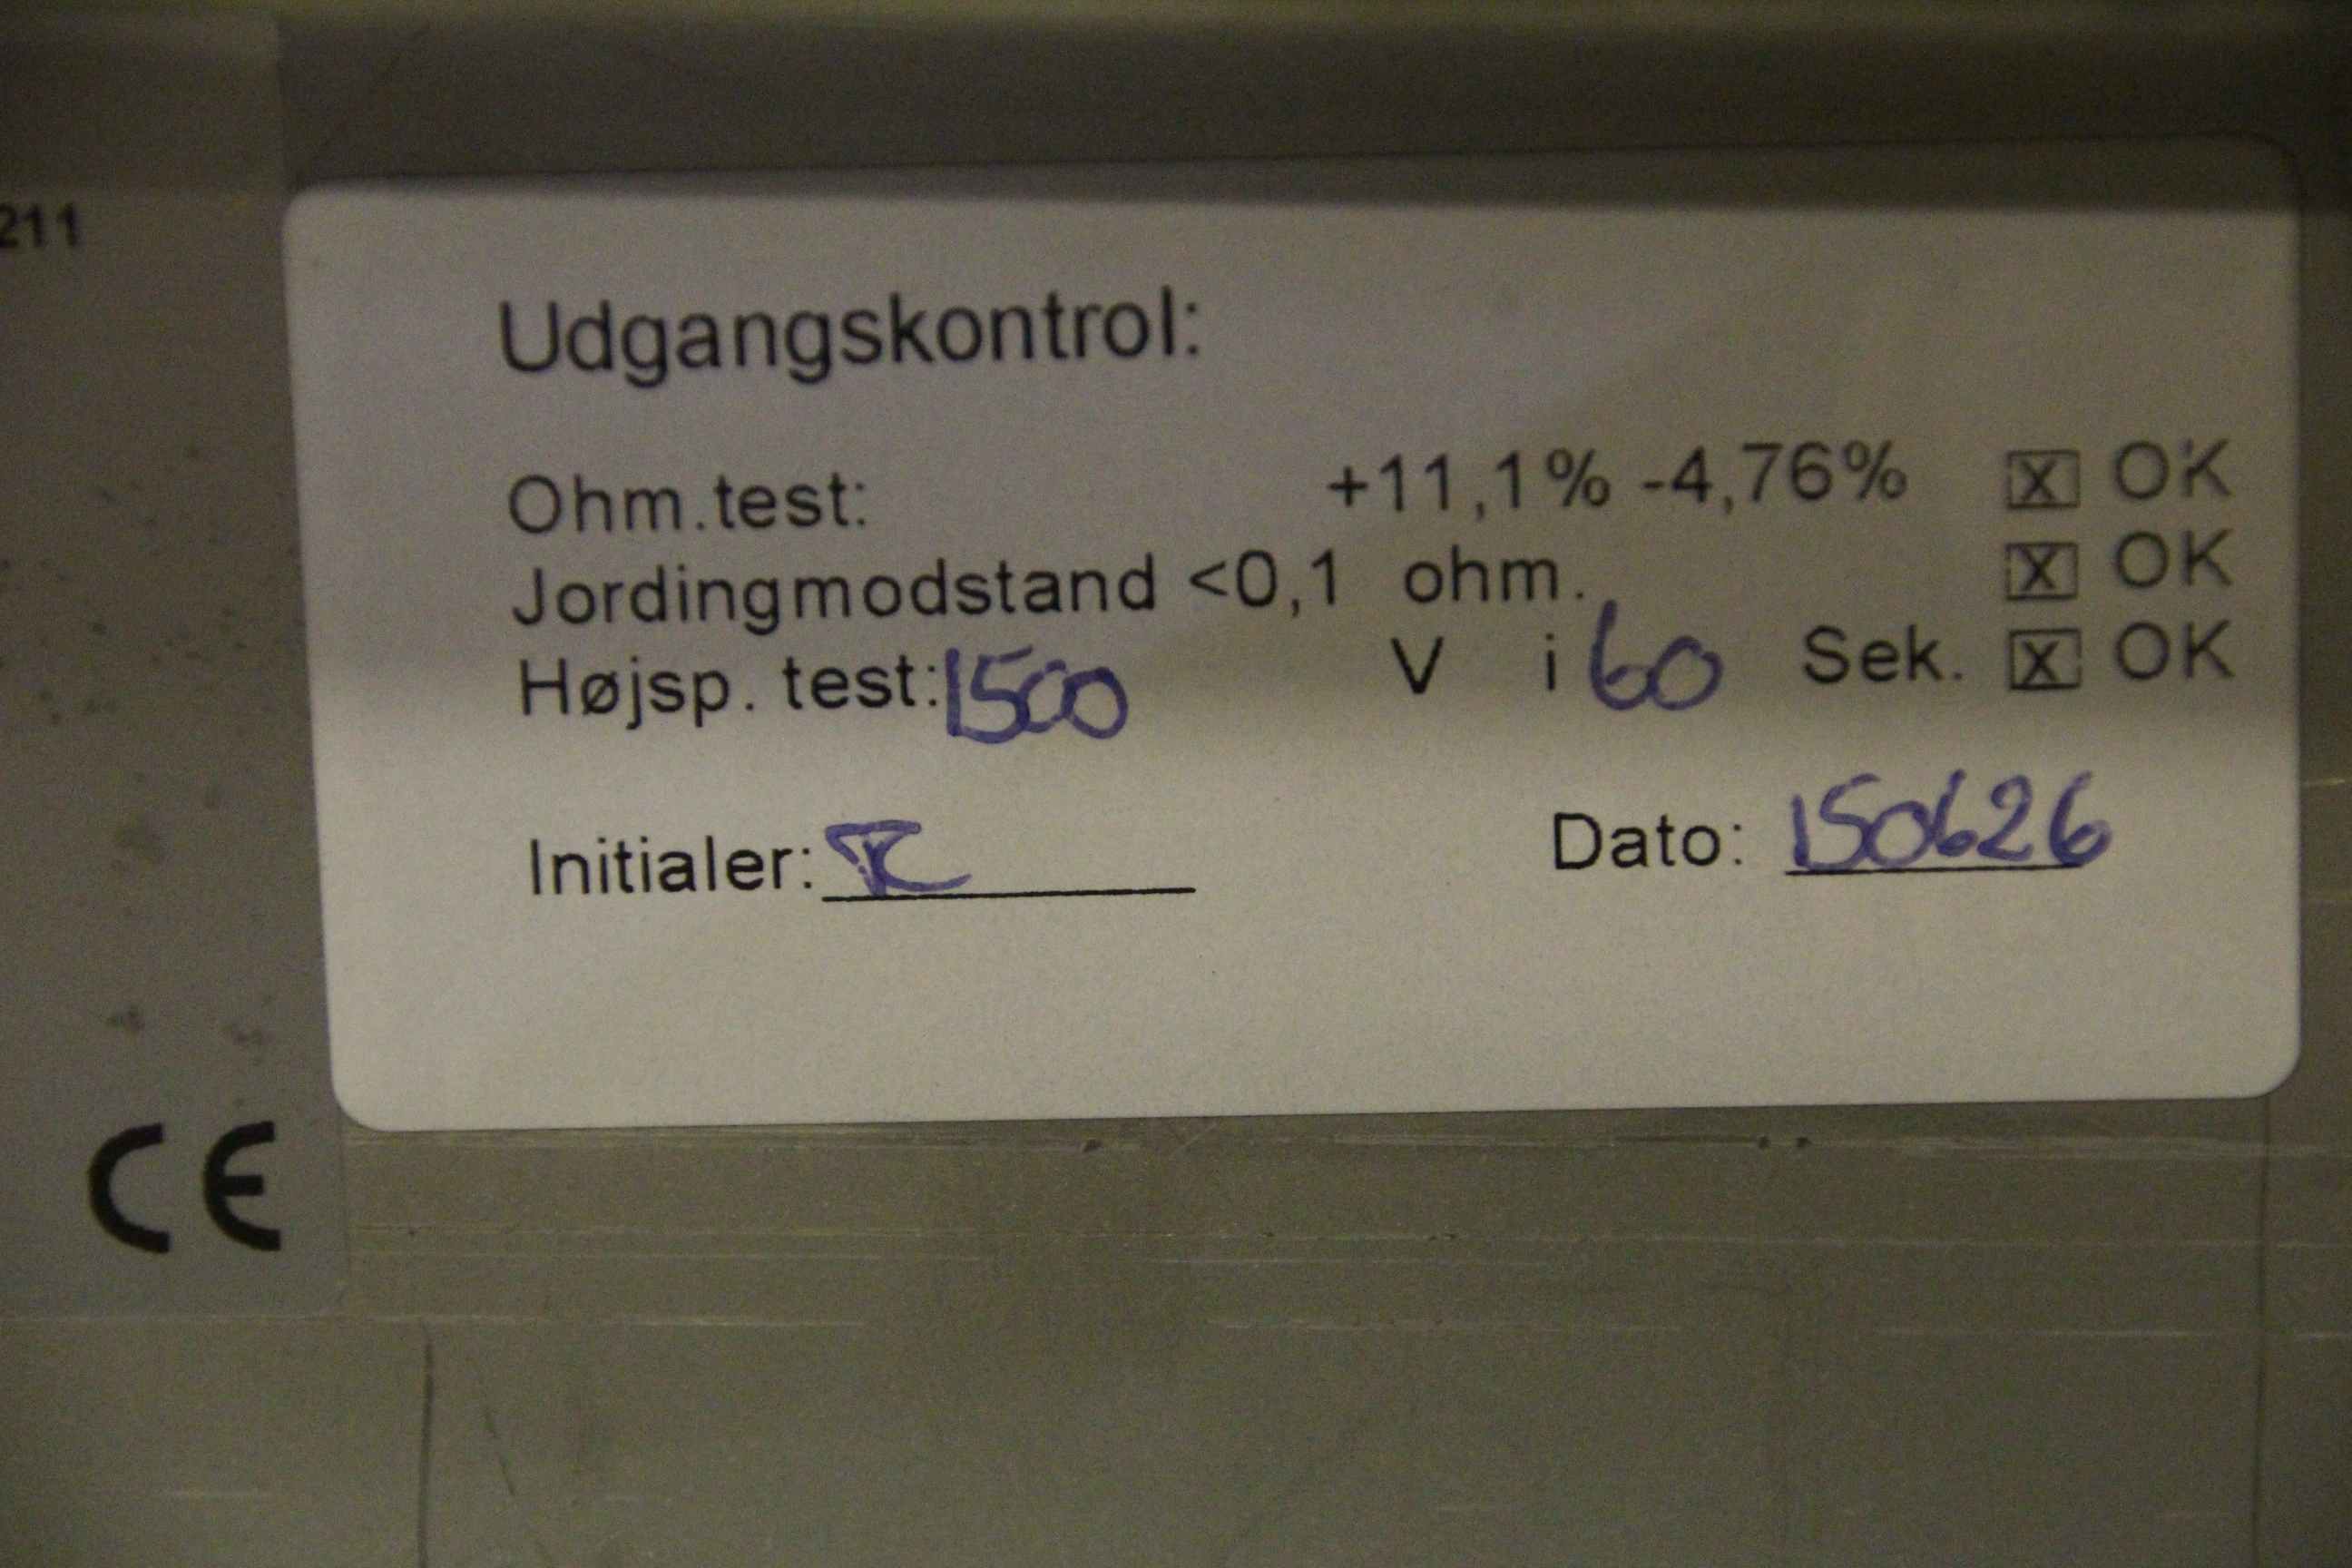 211
Udgangskontrol:
Ohm.test: +11,1% -4,76% ☒ OK
Jordingmodstand <0,1 ohm. ☒ OK
Højsp. test: 1500 V i 60 Sek. ☒ OK
Initialer: Dato: 150626
CE